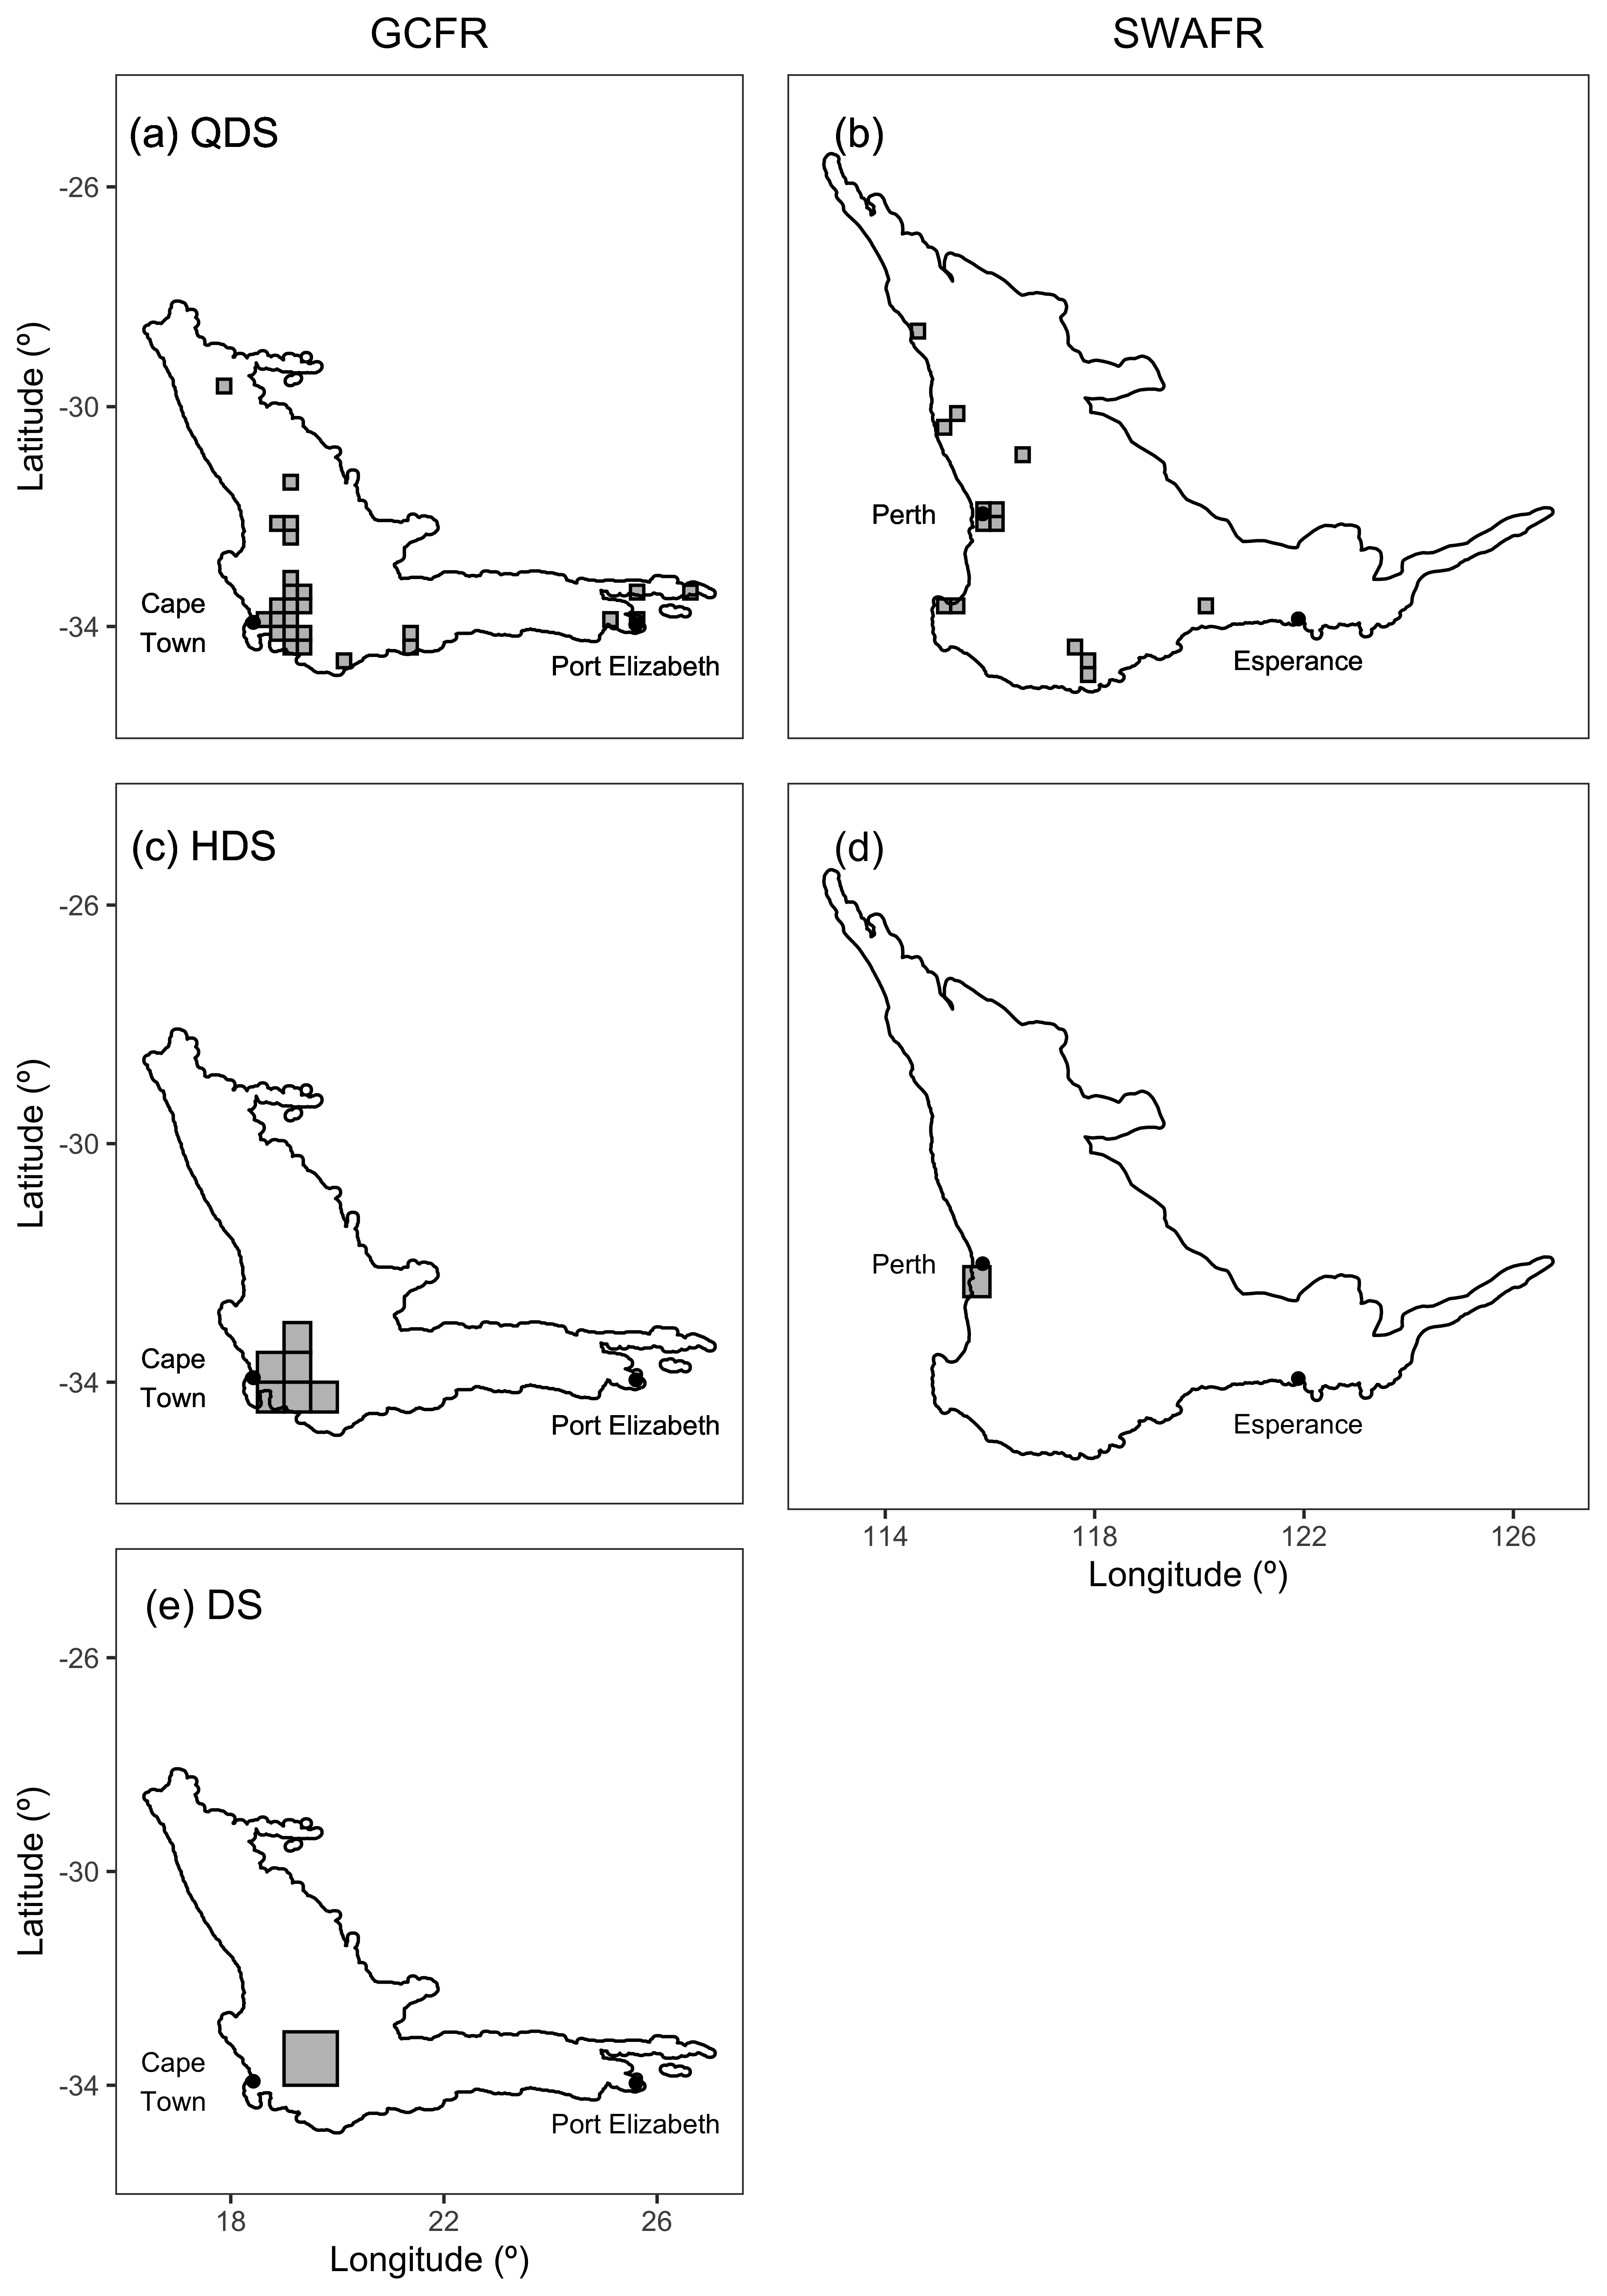 GCFR
SWAFR
(a) QDS
(b)
-26
-30
-34
Latitude (º)
Cape
Town
Port Elizabeth
Perth
Esperance
(c) HDS
(d)
-26
-30
-34
Latitude (º)
Cape
Town
Port Elizabeth
Perth
Esperance
114
118
122
126
Longitude (º)
(e) DS
-26
-30
-34
Latitude (º)
Cape
Town
Port Elizabeth
18
22
26
Longitude (º)